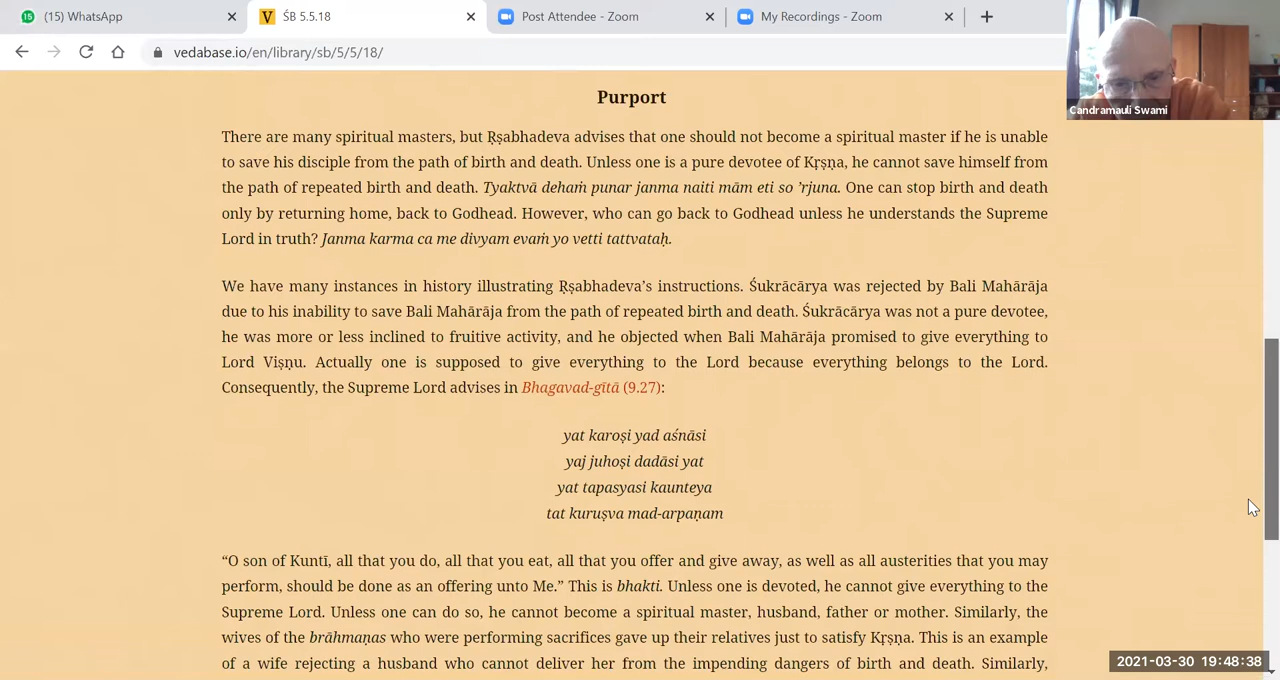 (15) WhatsApp
ŚB 5.5.18
Post Attendee - Zoom
My Recordings - Zoom
vedabase.io/en/library/sb/5/5/18/
Candramauli Swami
Purport
There are many spiritual masters, but Ṛṣabhadeva advises that one should not become a spiritual master if he is unable
to save his disciple from the path of birth and death. Unless one is a pure devotee of Kṛṣṇa, he cannot save himself from
the path of repeated birth and death. Tyaktvā dehaṁ punar janma naiti mām eti so ’rjuna. One can stop birth and death
only by returning home, back to Godhead. However, who can go back to Godhead unless he understands the Supreme
Lord in truth? Janma karma ca me divyam evaṁ yo vetti tattvataḥ.
We have many instances in history illustrating Ṛṣabhadeva’s instructions. Śukrācārya was rejected by Bali Mahārāja
due to his inability to save Bali Mahārāja from the path of repeated birth and death. Śukrācārya was not a pure devotee,
he was more or less inclined to fruitive activity, and he objected when Bali Mahārāja promised to give everything to
Lord Viṣṇu. Actually one is supposed to give everything to the Lord because everything belongs to the Lord.
Consequently, the Supreme Lord advises in Bhagavad-gītā (9.27):
yat karoṣi yad aśnāsi
yaj juhoṣi dadāsi yat
yat tapasyasi kaunteya
tat kuruṣva mad-arpaṇam
“O son of Kuntī, all that you do, all that you eat, all that you offer and give away, as well as all austerities that you may
perform, should be done as an offering unto Me.” This is bhakti. Unless one is devoted, he cannot give everything to the
Supreme Lord. Unless one can do so, he cannot become a spiritual master, husband, father or mother. Similarly, the
wives of the brāhmaṇas who were performing sacrifices gave up their relatives just to satisfy Kṛṣṇa. This is an example
of a wife rejecting a husband who cannot deliver her from the impending dangers of birth and death. Similarly,
2021-03-30 19:48:38